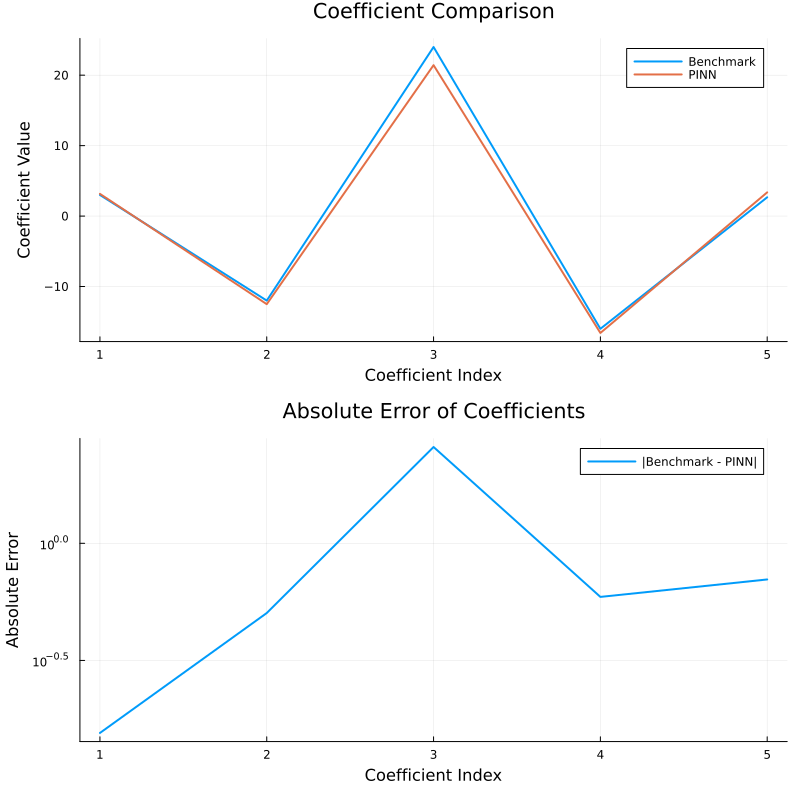 Coefficient Comparison
Benchmark
PINN
20
10
0
−10
Coefficient Value
1 2 3 4 5
Coefficient Index
Absolute Error of Coefficients
|Benchmark - PINN|
10^0.0
10^−0.5
Absolute Error
1 2 3 4 5
Coefficient Index